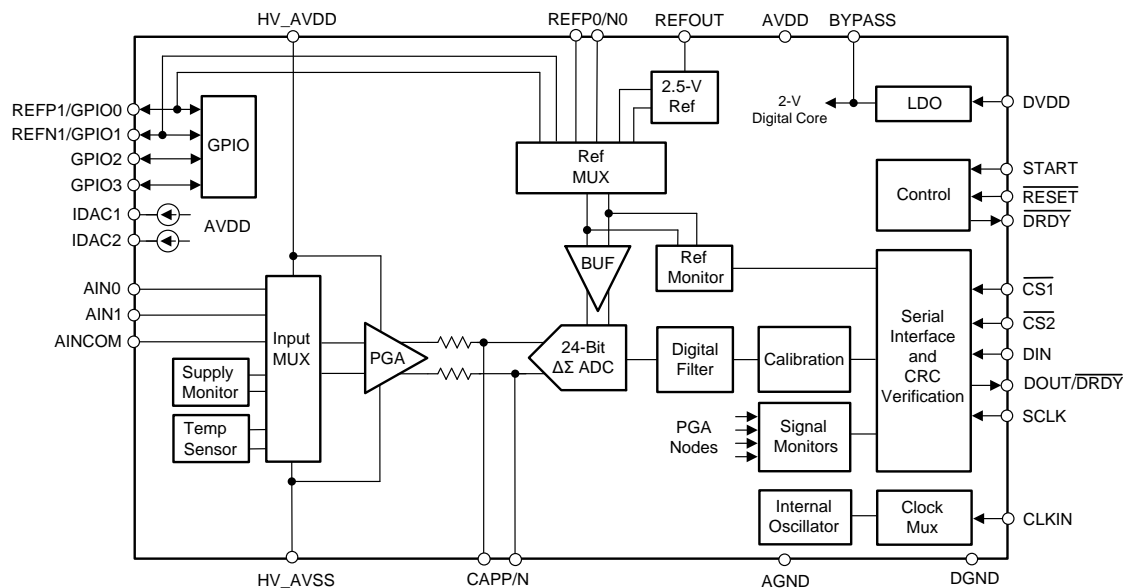 HV_AVDD
REFP0/N0
REFOUT
AVDD
BYPASS
REFP1/GPIO0
REFN1/GPIO1
GPIO2
GPIO3
IDAC1
IDAC2
AVDD
GPIO
2.5-V
Ref
2-V
Digital Core
LDO
DVDD
Ref
MUX
Control
START
RESET
DRDY
BUF
Ref
Monitor
AIN0
AIN1
AINCOM
Input
MUX
PGA
24-Bit
ΔΣ ADC
Digital
Filter
Calibration
Serial
Interface
and
CRC
Verification
CS1
CS2
DIN
DOUT/DRDY
SCLK
Supply
Monitor
Temp
Sensor
PGA
Nodes
Signal
Monitors
Internal
Oscillator
Clock
Mux
CLKIN
HV_AVSS
CAPP/N
AGND
DGND